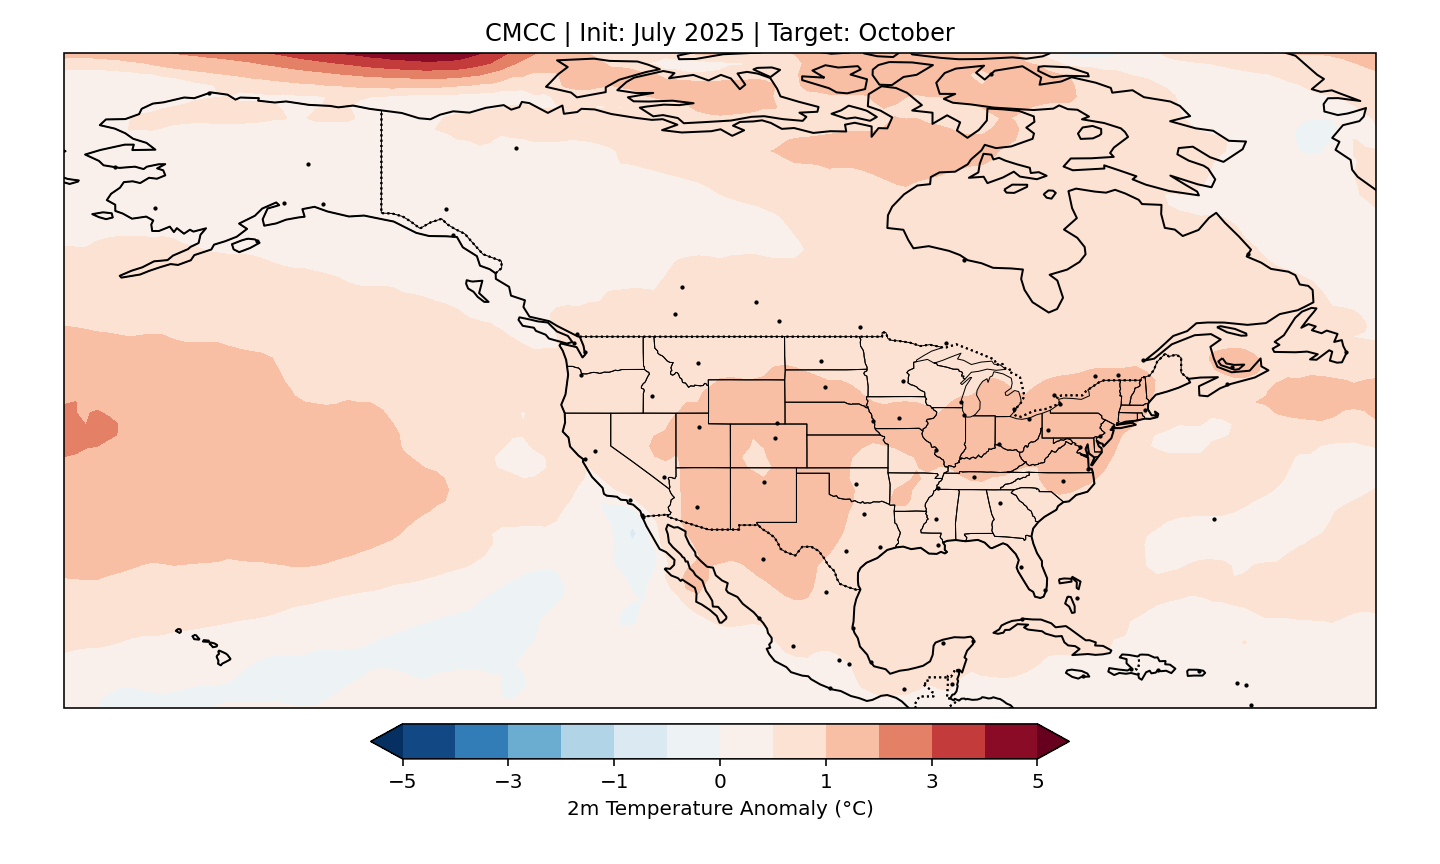 CMCC | Init: July 2025 | Target: October
−5 −3 −1 0 1 3 5
2m Temperature Anomaly (°C)